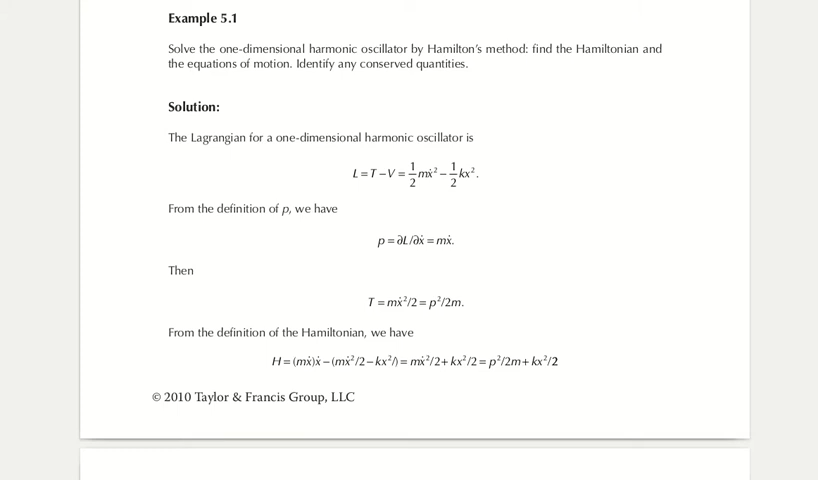 Example 5.1
Solve the one-dimensional harmonic oscillator by Hamilton's method: find the Hamiltonian and
the equations of motion. Identify any conserved quantities.
Solution:
The Lagrangian for a one-dimensional harmonic oscillator is
L = T − V = 1/2 mẋ² − 1/2 kx².
From the definition of p, we have
p = ∂L/∂ẋ = mẋ.
Then
T = mẋ²/2 = p²/2m.
From the definition of the Hamiltonian, we have
H = (mẋ)ẋ − (mẋ²/2 − kx²/) = mẋ²/2 + kx²/2 = p²/2m + kx²/2
© 2010 Taylor & Francis Group, LLC